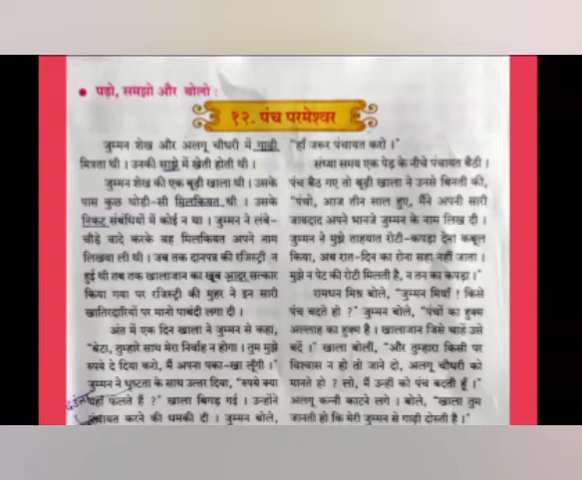 • पढ़ो, समझो और बोलो :
१२. पंच परमेश्वर
जुम्मन शेख और अलगू चौधरी में गाढ़ी
मित्रता थी । उनकी साझे में खेती होती थी ।
जुम्मन शेख की एक बूढ़ी खाला थी । उसके
पास कुछ थोड़ी-सी मिलकियत थी । उसके
निकट संबंधियों में कोई न था । जुम्मन ने लंबे-
चौड़े वादे करके वह मिलकियत अपने नाम
लिखवा ली थी । जब तक दानपत्र की रजिस्ट्री न
हुई थी तब तक खालाजान का खूब आदर सत्कार
किया गया पर रजिस्ट्री की मुहर ने इन सारी
खातिरदारियों पर मानो पाबंदी लगा दी ।
अंत में एक दिन खाला ने जुम्मन से कहा,
“बेटा, तुम्हारे साथ मेरा निर्वाह न होगा । तुम मुझे
रुपये दे दिया करो, मैं अपना पका-खा लूँगी ।”
जुम्मन ने धृष्टता के साथ उत्तर दिया, “रुपये क्या
यहाँ फलते हैं ?” खाला बिगड़ गई । उन्होंने
पंचायत करने की धमकी दी । जुम्मन बोले,
“हाँ जरूर पंचायत करो ।”
संध्या समय एक पेड़ के नीचे पंचायत बैठी ।
पंच बैठ गए तो बूढ़ी खाला ने उनसे बिनती की,
“पंचो, आज तीन साल हुए, मैंने अपनी सारी
जायदाद अपने भानजे जुम्मन के नाम लिख दी ।
जुम्मन ने मुझे ताहयात रोटी-कपड़ा देना कबूल
किया, अब रात-दिन का रोना सहा नहीं जाता ।
मुझे न पेट की रोटी मिलती है, न तन का कपड़ा ।”
रामधन मिश्र बोले, “जुम्मन मियाँ ! किसे
पंच बदते हो ?” जुम्मन बोले, “पंचों का हुक्म
अल्लाह का हुक्म है । खालाजान जिसे चाहें उसे
बदें ।” खाला बोलीं, “और तुम्हारा किसी पर
विश्वास न हो तो जाने दो, अलगू चौधरी को
मानते हो ? लो, मैं उन्हीं को पंच बदती हूँ ।”
अलगू कन्नी काटने लगे । बोले, “खाला तुम
जानती हो कि मेरी जुम्मन से गाढ़ी दोस्ती है ।”